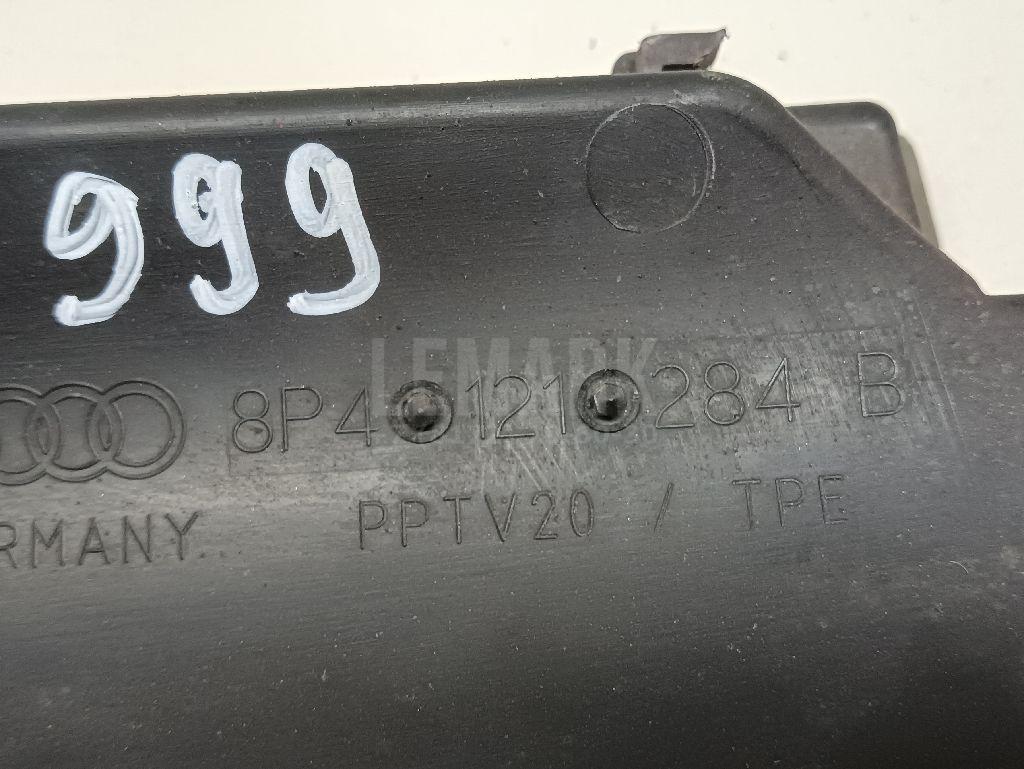 999
LEMARK
8P4 121 284 B
RMANY PPTV20 / TPE